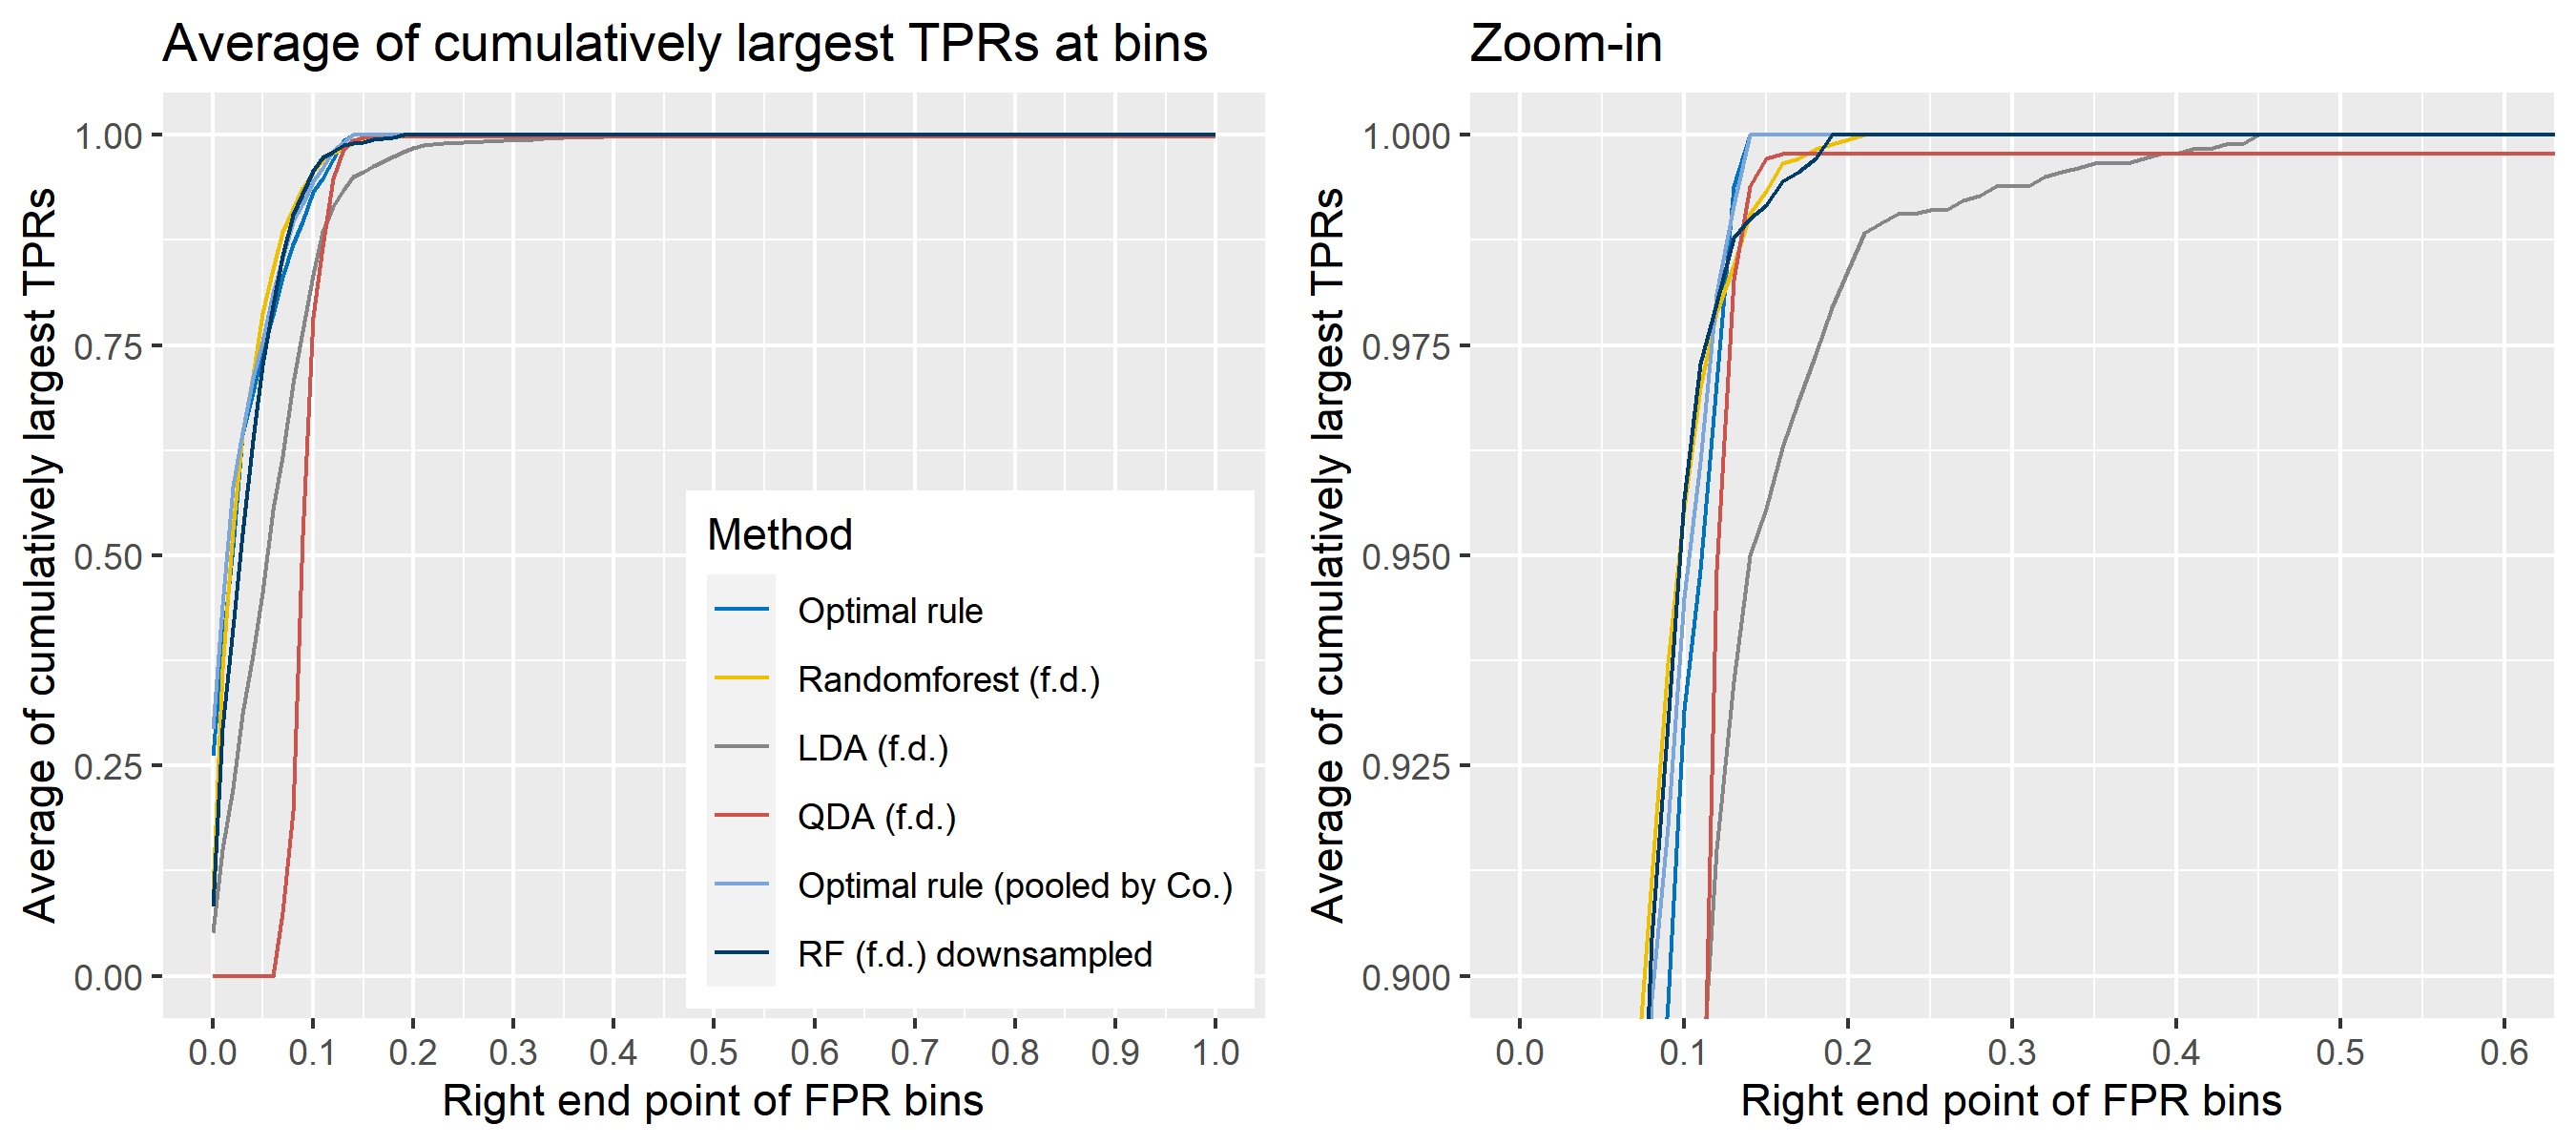 Average of cumulatively largest TPRs at bins
Average of cumulatively largest TPRs
1.00
0.75
0.50
0.25
0.00
0.0 0.1 0.2 0.3 0.4 0.5 0.6 0.7 0.8 0.9 1.0
Right end point of FPR bins
Method
Optimal rule
Randomforest (f.d.)
LDA (f.d.)
QDA (f.d.)
Optimal rule (pooled by Co.)
RF (f.d.) downsampled
Zoom-in
Average of cumulatively largest TPRs
1.000
0.975
0.950
0.925
0.900
0.0 0.1 0.2 0.3 0.4 0.5 0.6
Right end point of FPR bins